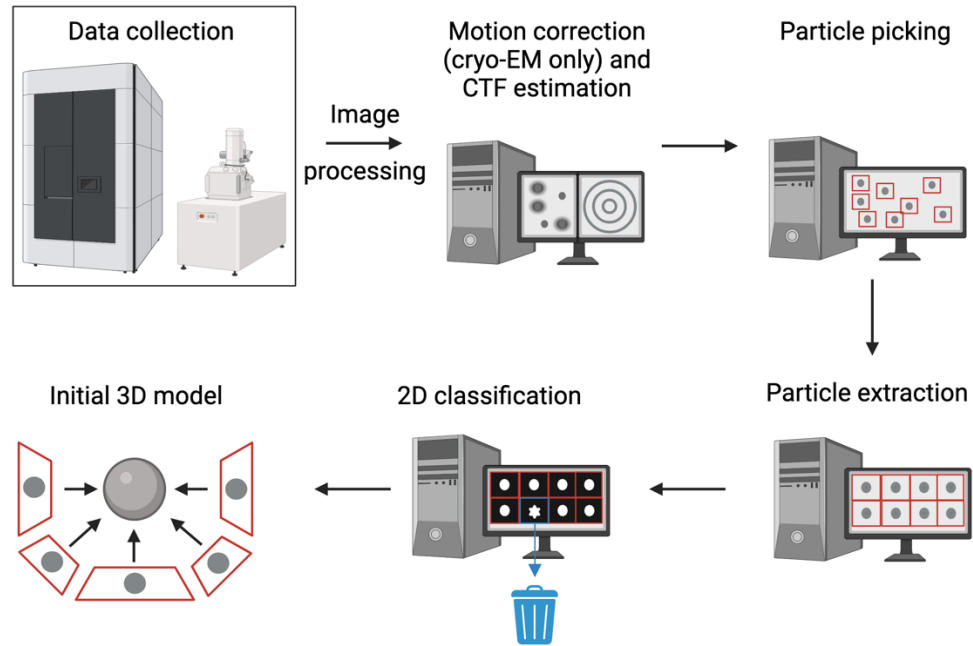 Data collection
Image
processing
Motion correction
(cryo-EM only) and
CTF estimation
Particle picking
Particle extraction
2D classification
Initial 3D model